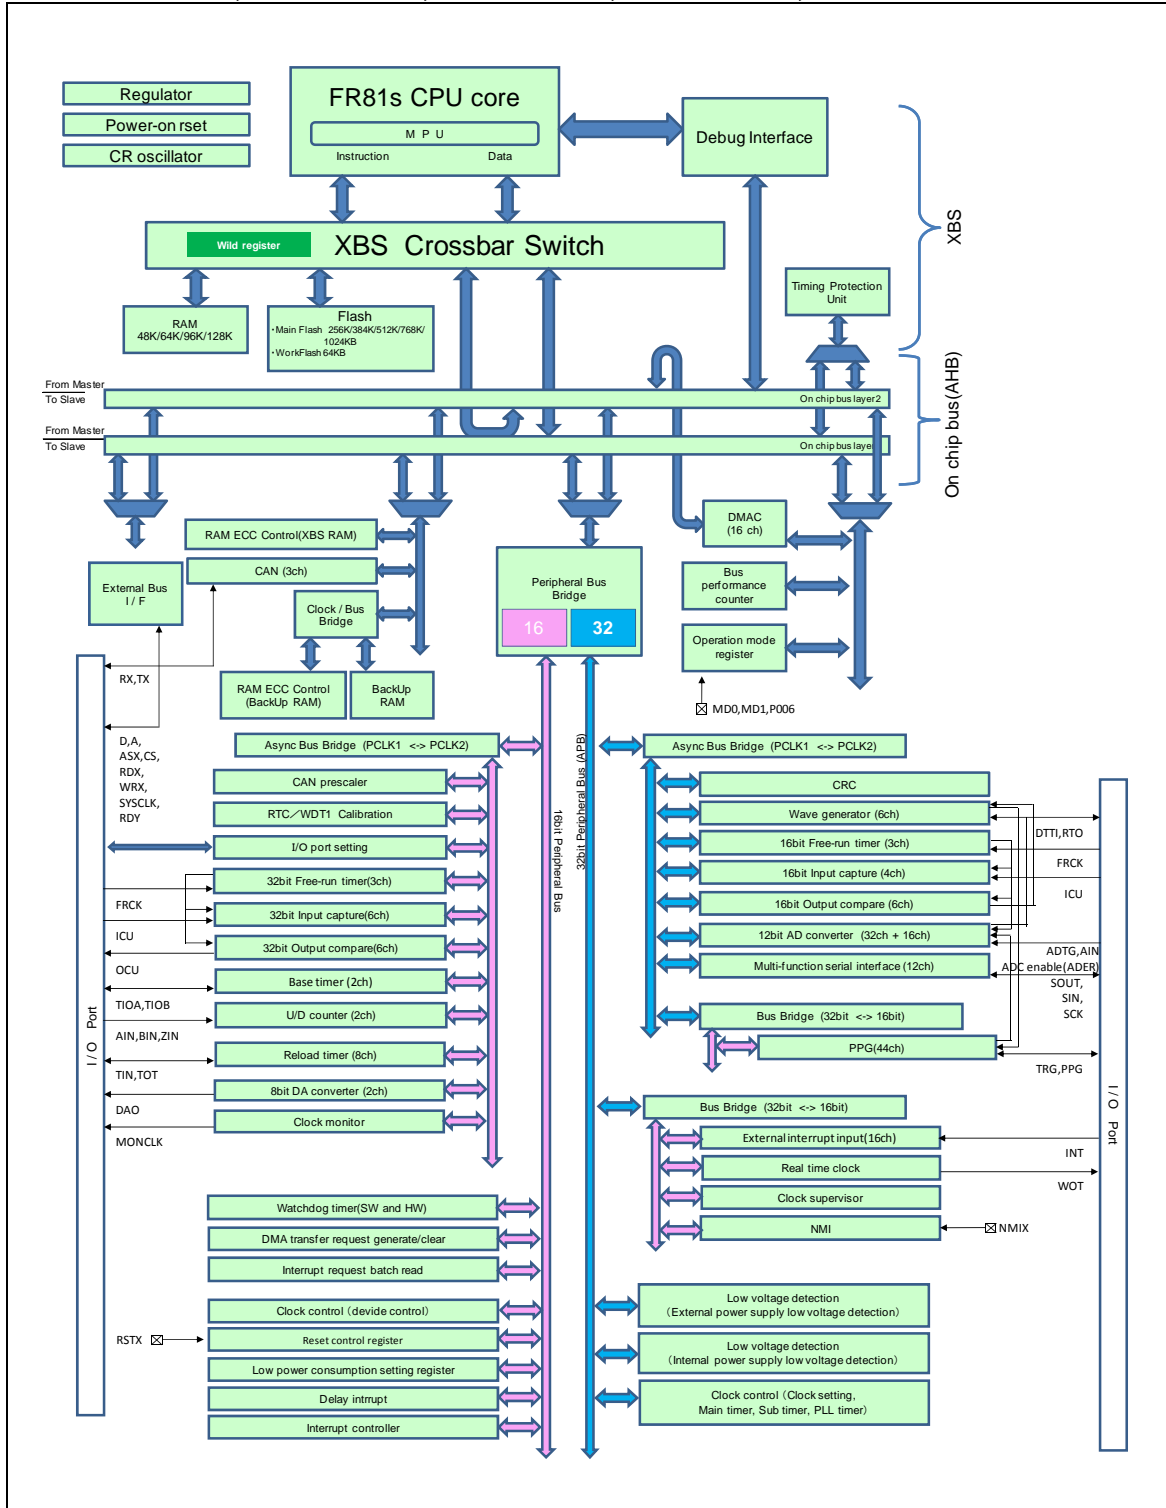 Regulator
Power-on rset
CR oscillator
FR81s CPU core
M P U
Instruction
Data
Debug Interface
XBS
Wild register
XBS Crossbar Switch
RAM
48K/64K/96K/128K
Flash
・Main Flash 256K/384K/512K/768K/
1024KB
・WorkFlash 64KB
Timing Protection
Unit
On chip bus(AHB)
From Master
To Slave
On chip bus layer2
From Master
To Slave
On chip bus layer
RAM ECC Control(XBS RAM)
CAN (3ch)
External Bus
I / F
Clock / Bus
Bridge
RAM ECC Control
(BackUp RAM)
BackUp
RAM
Peripheral Bus
Bridge
16
32
DMAC
(16 ch)
Bus
performance
counter
Operation mode
register
MD0,MD1,P006
RX,TX
D,A,
ASX,CS,
RDX,
WRX,
SYSCLK,
RDY
I / O Port
Async Bus Bridge (PCLK1 <-> PCLK2)
CAN prescaler
RTC／WDT1 Calibration
I/O port setting
32bit Free-run timer(3ch)
FRCK
32bit Input capture(6ch)
ICU
32bit Output compare(6ch)
OCU
Base timer (2ch)
TIOA,TIOB
U/D counter (2ch)
AIN,BIN,ZIN
Reload timer (8ch)
TIN,TOT
8bit DA converter (2ch)
DAO
Clock monitor
MONCLK
16bit Peripheral Bus
32bit Peripheral Bus (APB)
Watchdog timer(SW and HW)
DMA transfer request generate/clear
Interrupt request batch read
Clock control（devide control）
RSTX
Reset control register
Low power consumption setting register
Delay intrrupt
Interrupt controller
Async Bus Bridge (PCLK1 <-> PCLK2)
CRC
Wave generator (6ch)
DTTI,RTO
16bit Free-run timer (3ch)
FRCK
16bit Input capture (4ch)
ICU
16bit Output compare (6ch)
12bit AD converter (32ch + 16ch)
ADTG,AIN
ADC enable(ADER)
Multi-function serial interface (12ch)
SOUT,
SIN,
SCK
Bus Bridge (32bit <-> 16bit)
PPG(44ch)
TRG,PPG
I / O Port
Bus Bridge (32bit <-> 16bit)
External interrupt input(16ch)
INT
Real time clock
WOT
Clock supervisor
NMI
NMIX
Low voltage detection
（External power supply low voltage detection）
Low voltage detection
（Internal power supply low voltage detection）
Clock control（Clock setting,
Main timer, Sub timer, PLL timer）